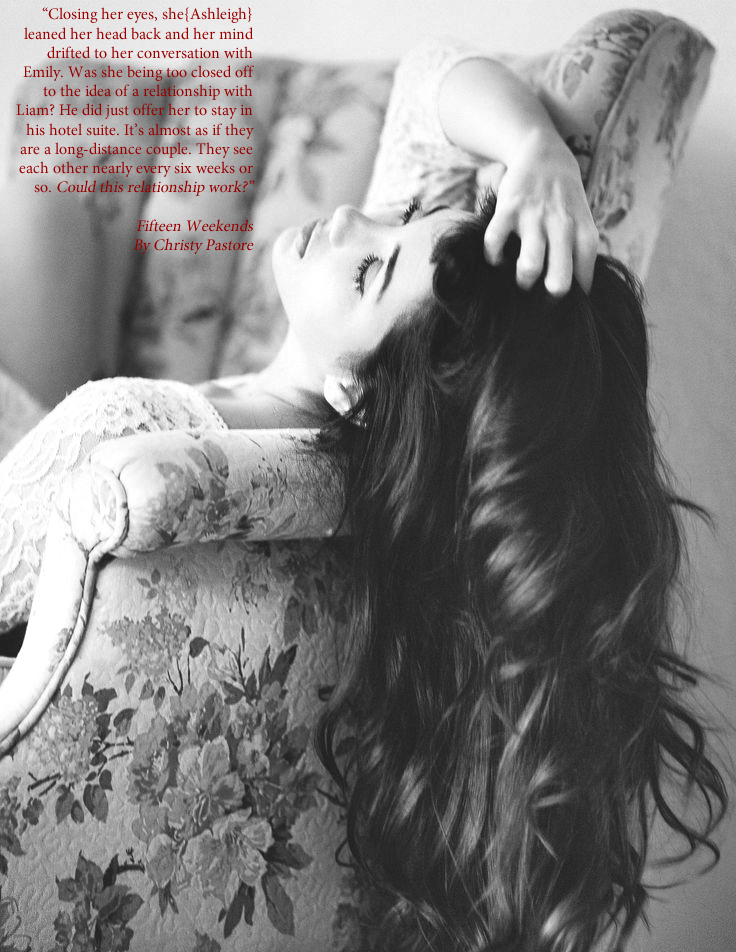 “Closing her eyes, she{Ashleigh}
leaned her head back and her mind
drifted to her conversation with
Emily. Was she being too closed off
to the idea of a relationship with
Liam? He did just offer her to stay in
his hotel suite. It’s almost as if they
are a long-distance couple. They see
each other nearly every six weeks or
so. Could this relationship work?”
Fifteen Weekends
By Christy Pastore